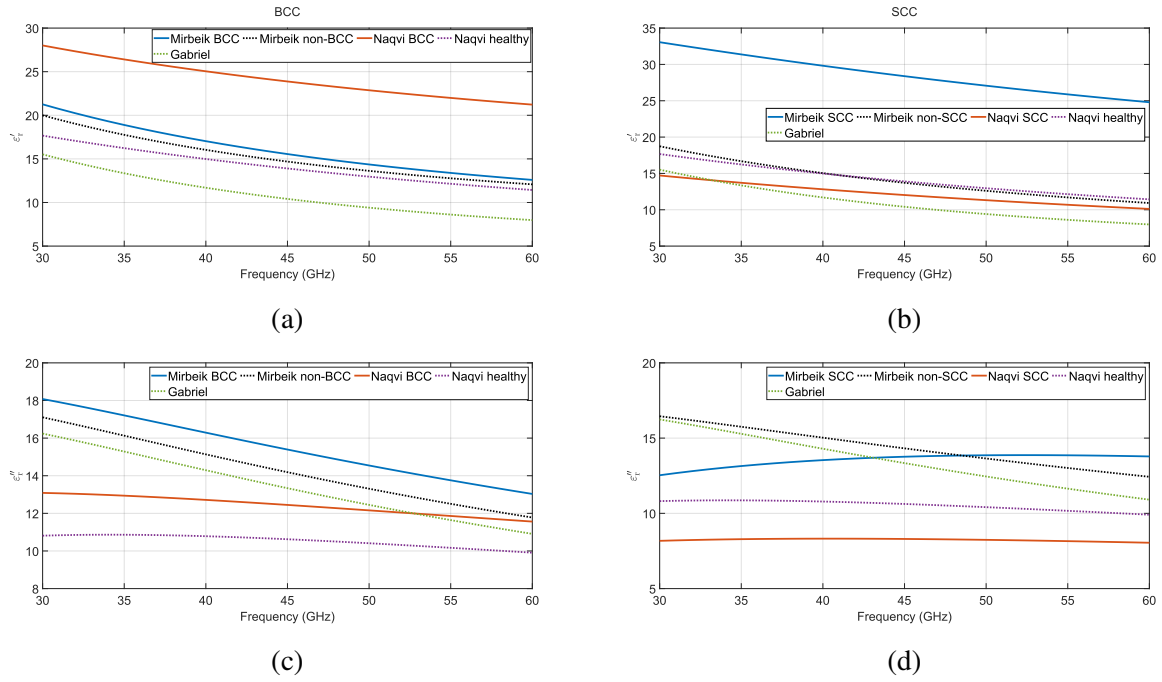 BCC
30
25
20
15
10
5
ε′r
Mirbeik BCC Mirbeik non-BCC Naqvi BCC Naqvi healthy
Gabriel
30 35 40 45 50 55 60
Frequency (GHz)
(a)
SCC
35
30
25
20
15
10
5
ε′r
Mirbeik SCC Mirbeik non-SCC Naqvi SCC Naqvi healthy
Gabriel
30 35 40 45 50 55 60
Frequency (GHz)
(b)
20
18
16
14
12
10
8
ε′′r
Mirbeik BCC Mirbeik non-BCC Naqvi BCC Naqvi healthy
Gabriel
30 35 40 45 50 55 60
Frequency (GHz)
(c)
20
15
10
5
ε′′r
Mirbeik SCC Mirbeik non-SCC Naqvi SCC Naqvi healthy
Gabriel
30 35 40 45 50 55 60
Frequency (GHz)
(d)